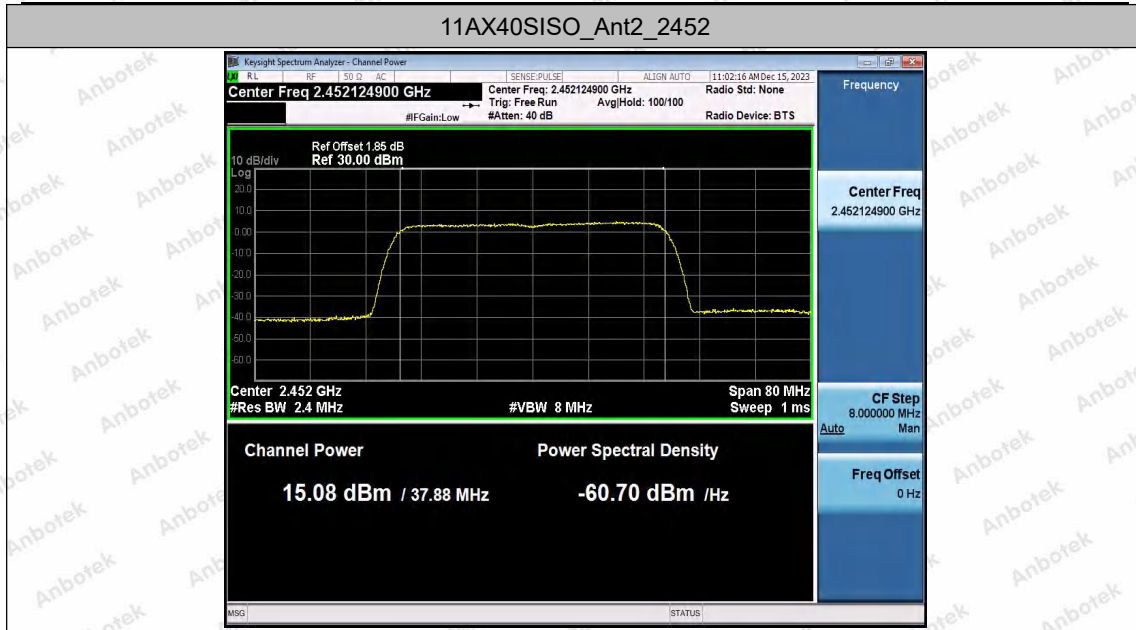 11AX40SISO_Ant2_2452
Keysight Spectrum Analyzer - Channel Power
RL RF 50 Ω AC SENSE:PULSE ALIGN AUTO 11:02:16 AM Dec 15, 2023
Center Freq 2.452124900 GHz Center Freq: 2.452124900 GHz Radio Std: None
Trig: Free Run Avg|Hold: 100/100
#IFGain:Low #Atten: 40 dB Radio Device: BTS
Frequency
Ref Offset 1.85 dB
10 dB/div Ref 30.00 dBm
Log
20.0
10.0
0.00
-10.0
-20.0
-30.0
-40.0
-50.0
-60.0
Center 2.452 GHz Span 80 MHz
#Res BW 2.4 MHz #VBW 8 MHz Sweep 1 ms
Channel Power Power Spectral Density
15.08 dBm / 37.88 MHz -60.70 dBm /Hz
Center Freq
2.452124900 GHz
CF Step
8.000000 MHz
Auto Man
Freq Offset
0 Hz
MSG STATUS
Anbotek